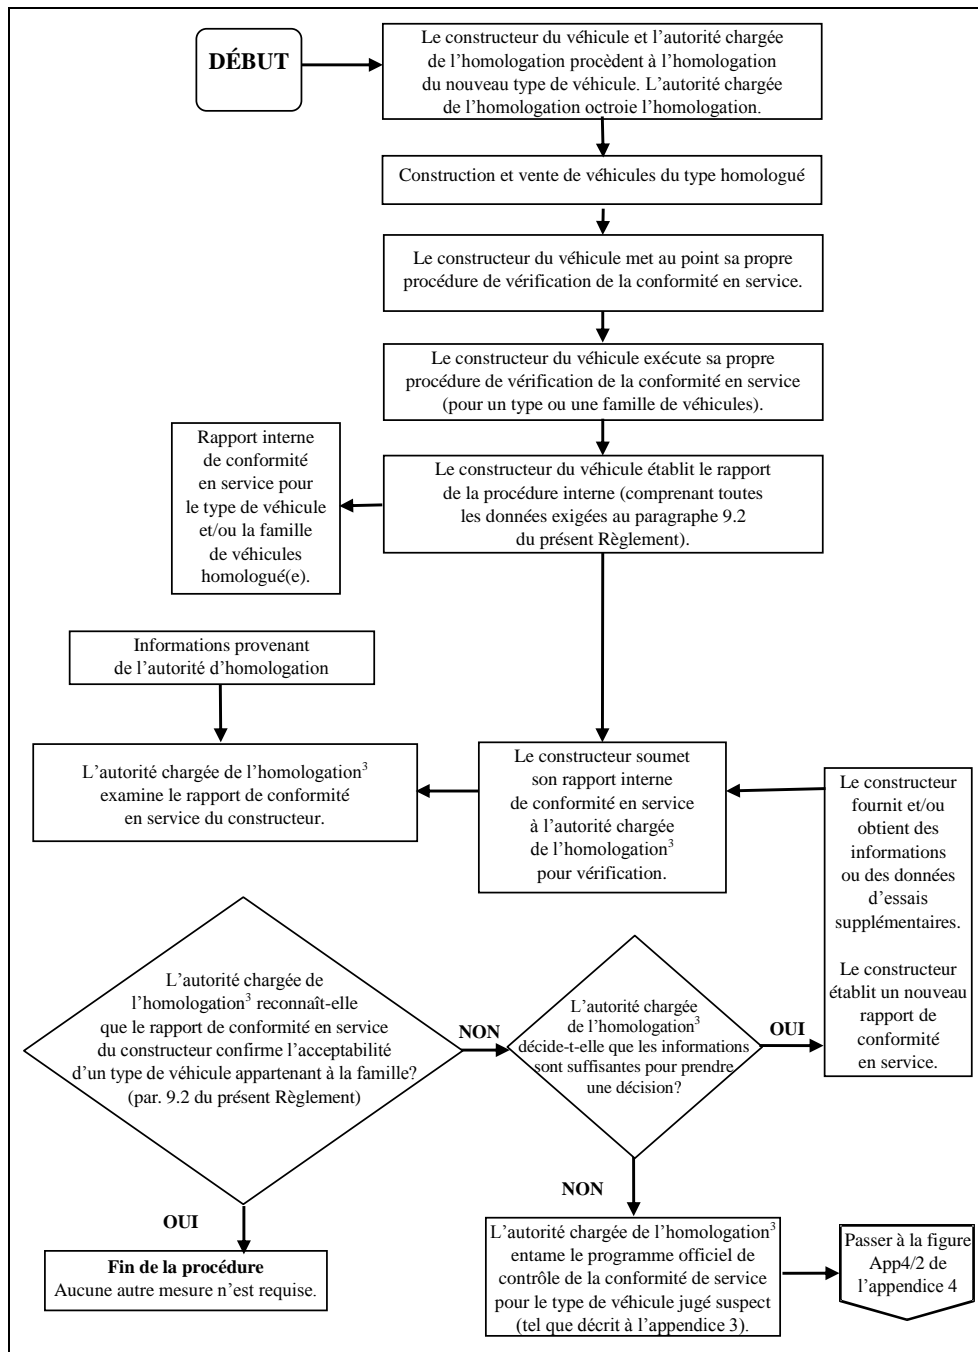 DÉBUT
Le constructeur du véhicule et l'autorité chargée
de l'homologation procèdent à l'homologation
du nouveau type de véhicule. L'autorité chargée
de l'homologation octroie l'homologation.
Construction et vente de véhicules du type homologué
Le constructeur du véhicule met au point sa propre
procédure de vérification de la conformité en service.
Le constructeur du véhicule exécute sa propre
procédure de vérification de la conformité en service
(pour un type ou une famille de véhicules).
Rapport interne
de conformité
en service pour
le type de véhicule
et/ou la famille
de véhicules
homologué(e).
Le constructeur du véhicule établit le rapport
de la procédure interne (comprenant toutes
les données exigées au paragraphe 9.2
du présent Règlement).
Informations provenant
de l'autorité d'homologation
L'autorité chargée de l'homologation³
examine le rapport de conformité
en service du constructeur.
Le constructeur soumet
son rapport interne
de conformité en service
à l'autorité chargée
de l'homologation³
pour vérification.
Le constructeur
fournit et/ou
obtient des
informations
ou des données
d'essais
supplémentaires.
Le constructeur
établit un nouveau
rapport de
conformité
en service.
L'autorité chargée de
l'homologation³ reconnaît-elle
que le rapport de conformité en service
du constructeur confirme l'acceptabilité
d'un type de véhicule appartenant à la famille?
(par. 9.2 du présent Règlement)
NON
L'autorité chargée
de l'homologation³
décide-t-elle que les informations
sont suffisantes pour prendre
une décision?
OUI
NON
OUI
Fin de la procédure
Aucune autre mesure n'est requise.
L'autorité chargée de l'homologation³
entame le programme officiel de
contrôle de la conformité de service
pour le type de véhicule jugé suspect
(tel que décrit à l'appendice 3).
Passer à la figure
App4/2 de
l'appendice 4